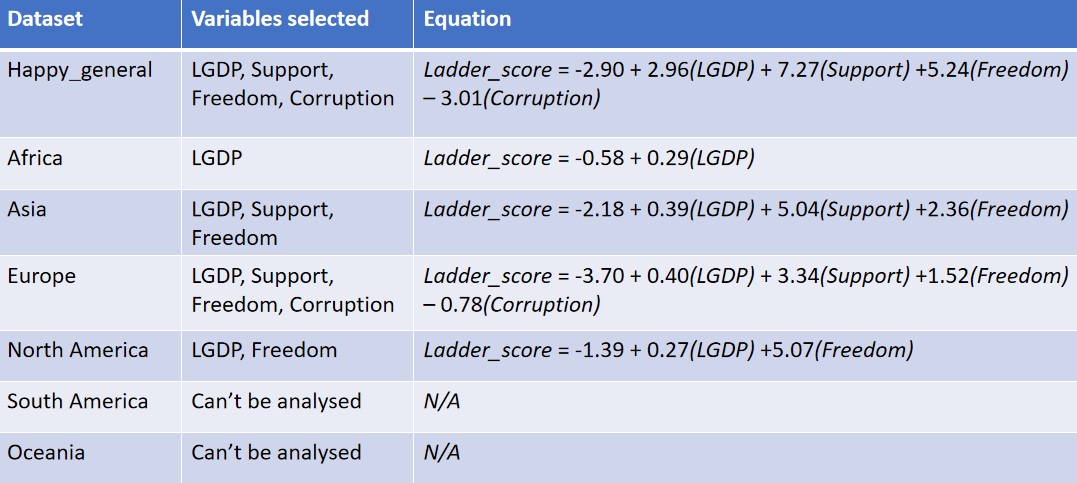 Dataset Variables selected Equation
Happy_general LGDP, Support, Ladder_score = -2.90 + 2.96(LGDP) + 7.27(Support) +5.24(Freedom)
Freedom, Corruption – 3.01(Corruption)
Africa LGDP Ladder_score = -0.58 + 0.29(LGDP)
Asia LGDP, Support, Ladder_score = -2.18 + 0.39(LGDP) + 5.04(Support) +2.36(Freedom)
Freedom
Europe LGDP, Support, Ladder_score = -3.70 + 0.40(LGDP) + 3.34(Support) +1.52(Freedom)
Freedom, Corruption – 0.78(Corruption)
North America LGDP, Freedom Ladder_score = -1.39 + 0.27(LGDP) +5.07(Freedom)
South America Can't be analysed N/A
Oceania Can't be analysed N/A